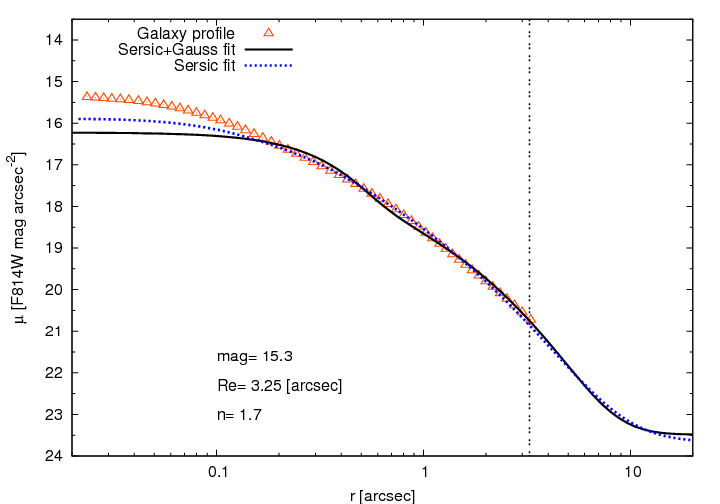 14
15
16
17
18
19
20
21
22
23
24
0.1
1
10
μ [F814W mag arcsec-2]
r [arcsec]
Galaxy profile
Sersic+Gauss fit
Sersic fit
mag= 15.3
Re= 3.25 [arcsec]
n= 1.7